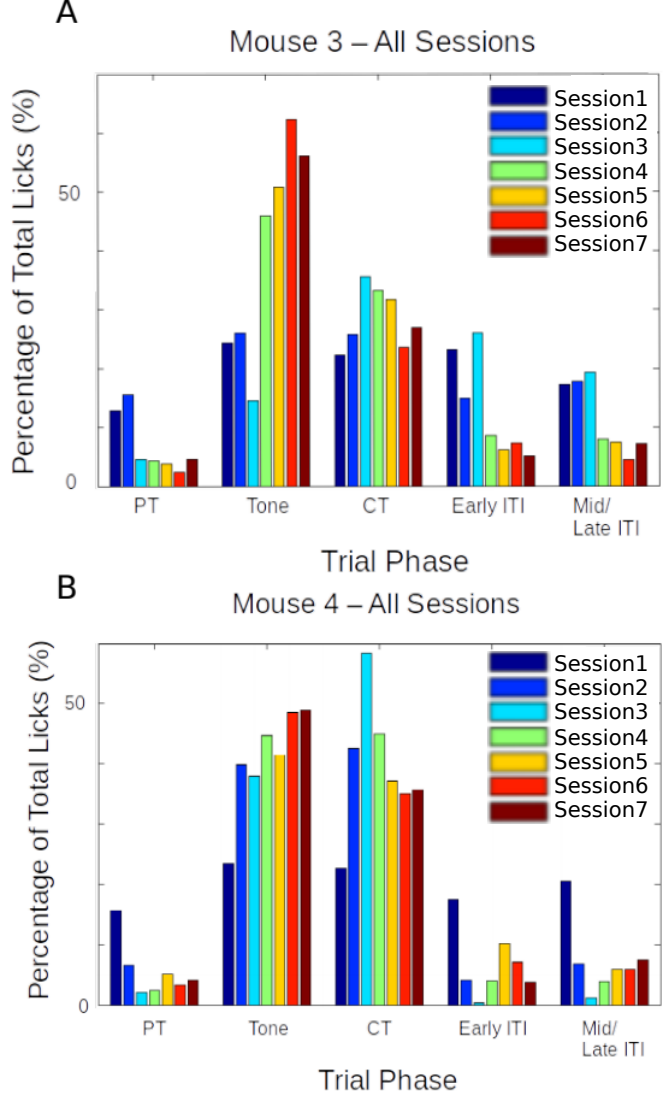 A
Mouse 3 – All Sessions
Percentage of Total Licks (%)
50
0
Session1
Session2
Session3
Session4
Session5
Session6
Session7
PT
Tone
CT
Early ITI
Mid/
Late ITI
Trial Phase
B
Mouse 4 – All Sessions
Percentage of Total Licks (%)
50
0
Session1
Session2
Session3
Session4
Session5
Session6
Session7
PT
Tone
CT
Early ITI
Mid/
Late ITI
Trial Phase